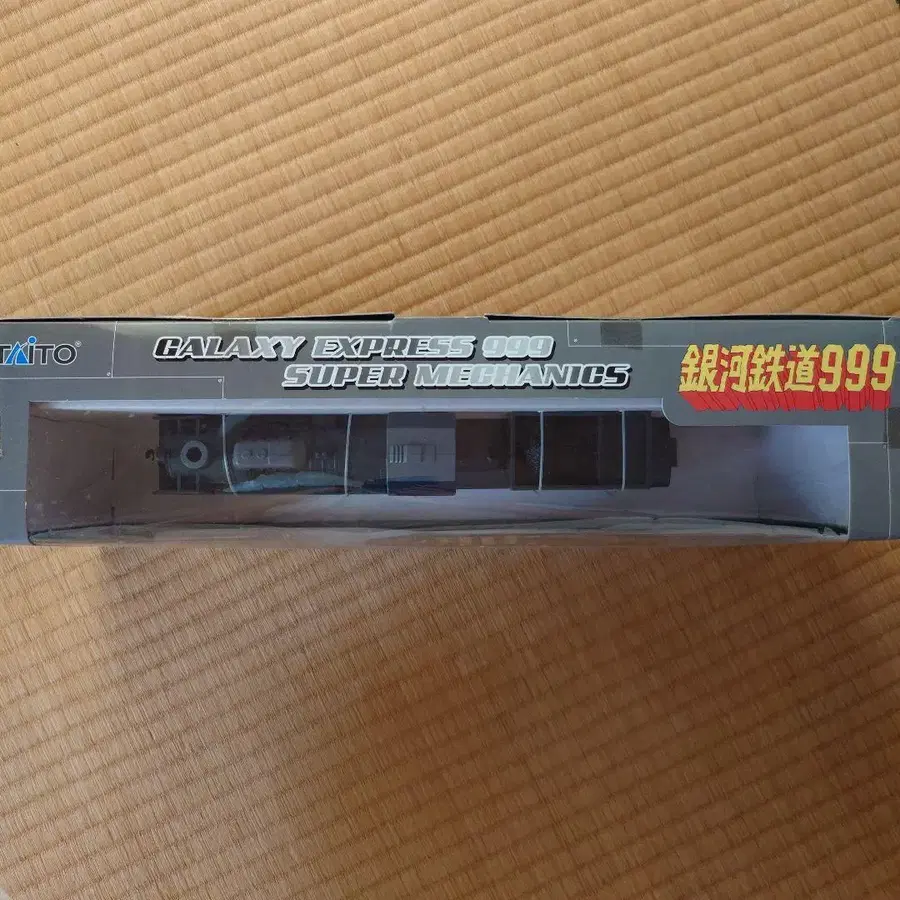 TAITO®
GALAXY EXPRESS 999
SUPER MECHANICS
銀河鉄道999